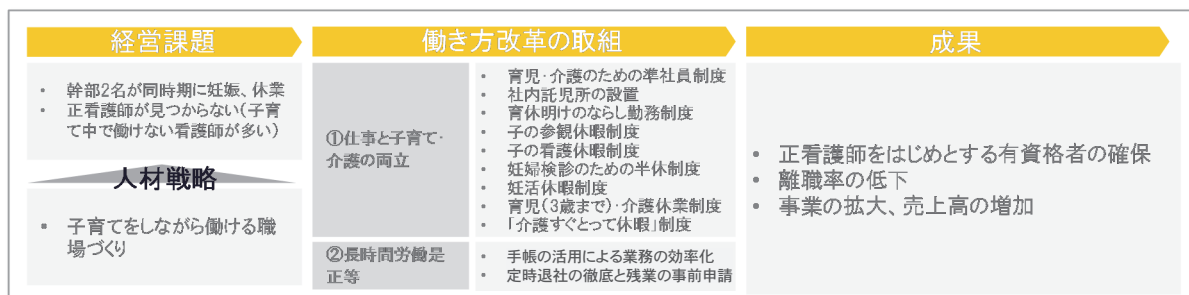 経営課題
幹部2名が同時期に妊娠、休業
正看護師が見つからない(子育
て中で働けない看護師が多い)
人材戦略
子育てをしながら働ける職
場づくり
働き方改革の取組
①仕事と子育て・
介護の両立
・ 育児・介護のための準社員制度
・ 社内託児所の設置
・ 育休明けのならし勤務制度
・ 子の参観休暇制度
・ 子の看護休暇制度
・ 妊婦検診のための半休制度
・ 妊活休暇制度
・ 育児(3歳まで)・介護休業制度
・ 「介護すぐとって休暇」制度
②長時間労働是
正等
・ 手帳の活用による業務の効率化
・ 定時退社の徹底と残業の事前申請
成果
・ 正看護師をはじめとする有資格者の確保
・ 離職率の低下
・ 事業の拡大、売上高の増加